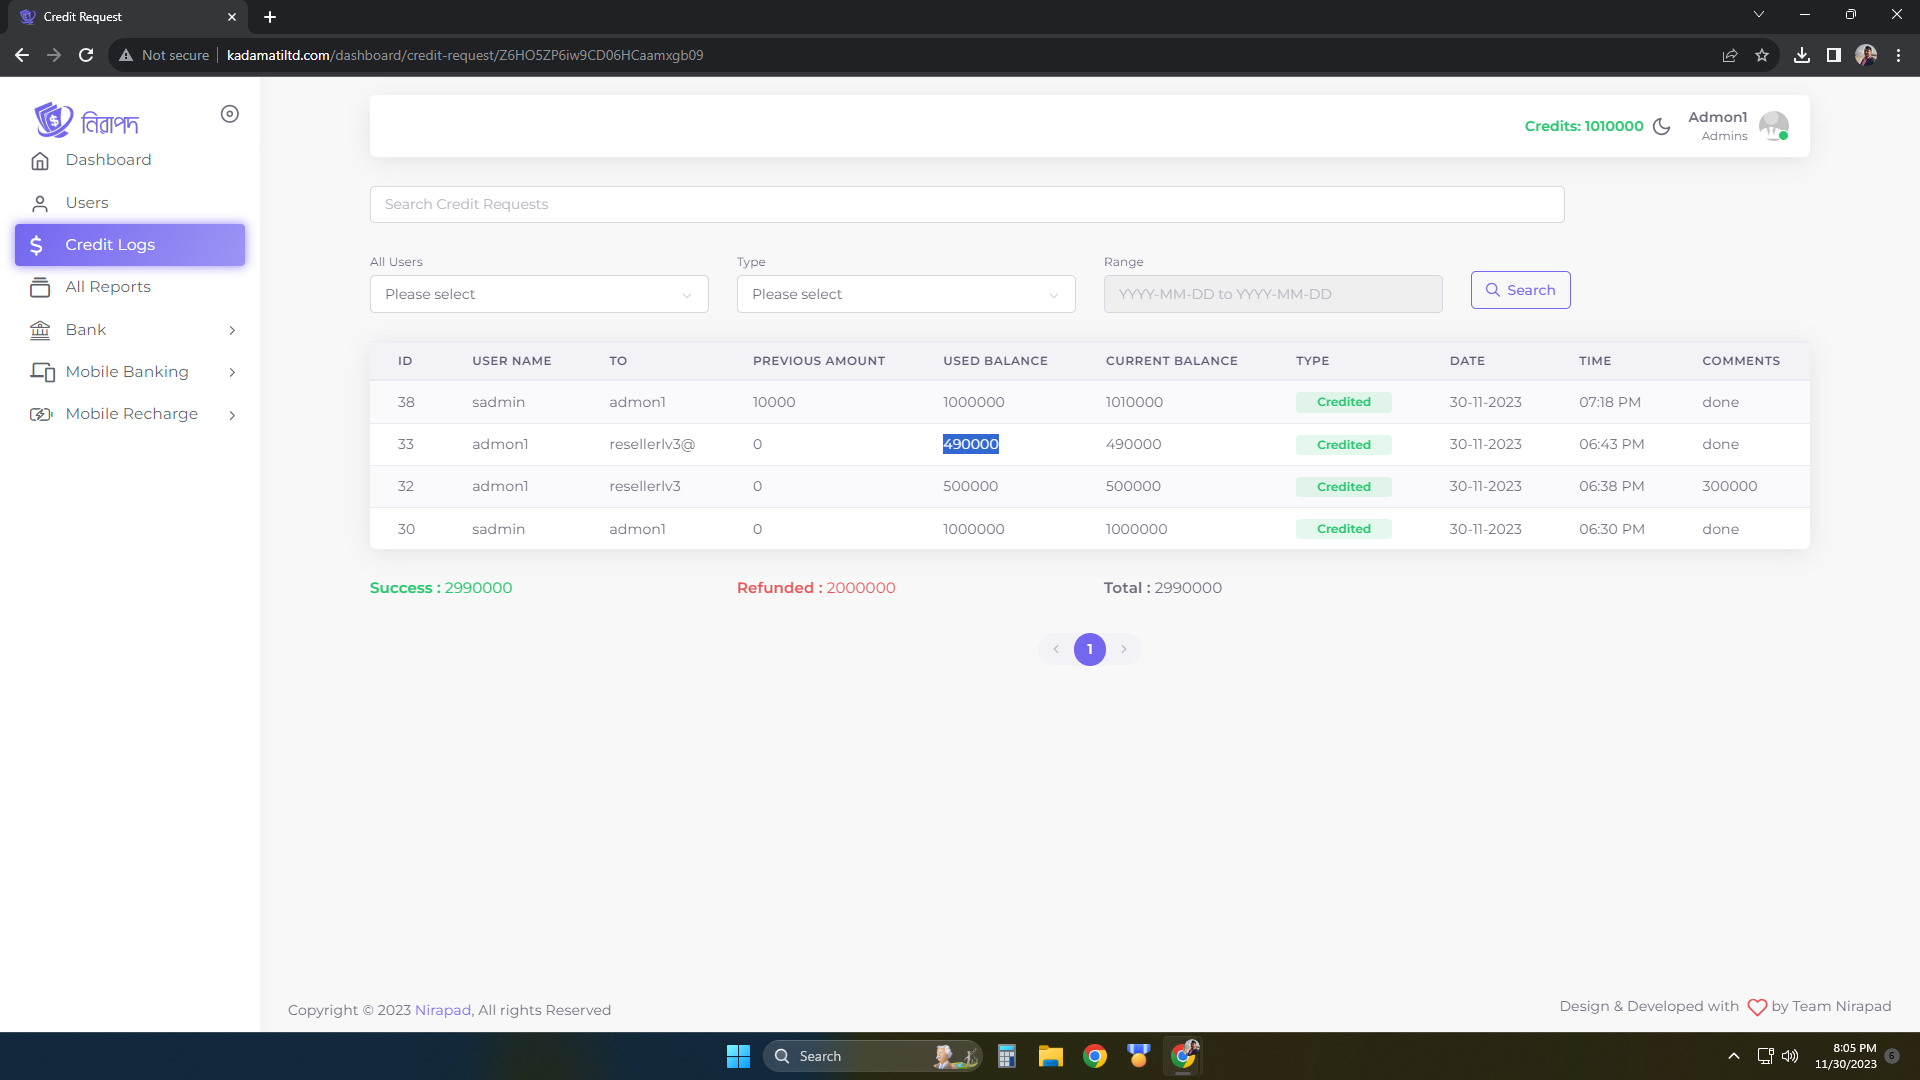 Credit Request
Not secure kadamatiltd.com/dashboard/credit-request/Z6HO5ZP6iw9CD06HCaamxgb09
নিরাপদ
Dashboard
Users
Credit Logs
All Reports
Bank
Mobile Banking
Mobile Recharge
Credits: 1010000
Admon1
Admins
Search Credit Requests
All Users Type Range
Please select Please select YYYY-MM-DD to YYYY-MM-DD Search
ID USER NAME TO PREVIOUS AMOUNT USED BALANCE CURRENT BALANCE TYPE DATE TIME COMMENTS
38 sadmin admon1 10000 1000000 1010000 Credited 30-11-2023 07:18 PM done
33 admon1 resellerlv3@ 0 490000 490000 Credited 30-11-2023 06:43 PM done
32 admon1 resellerlv3 0 500000 500000 Credited 30-11-2023 06:38 PM 300000
30 sadmin admon1 0 1000000 1000000 Credited 30-11-2023 06:30 PM done
Success : 2990000 Refunded : 2000000 Total : 2990000
1
Copyright © 2023 Nirapad, All rights Reserved
Design & Developed with by Team Nirapad
Search
8:05 PM
11/30/2023
6